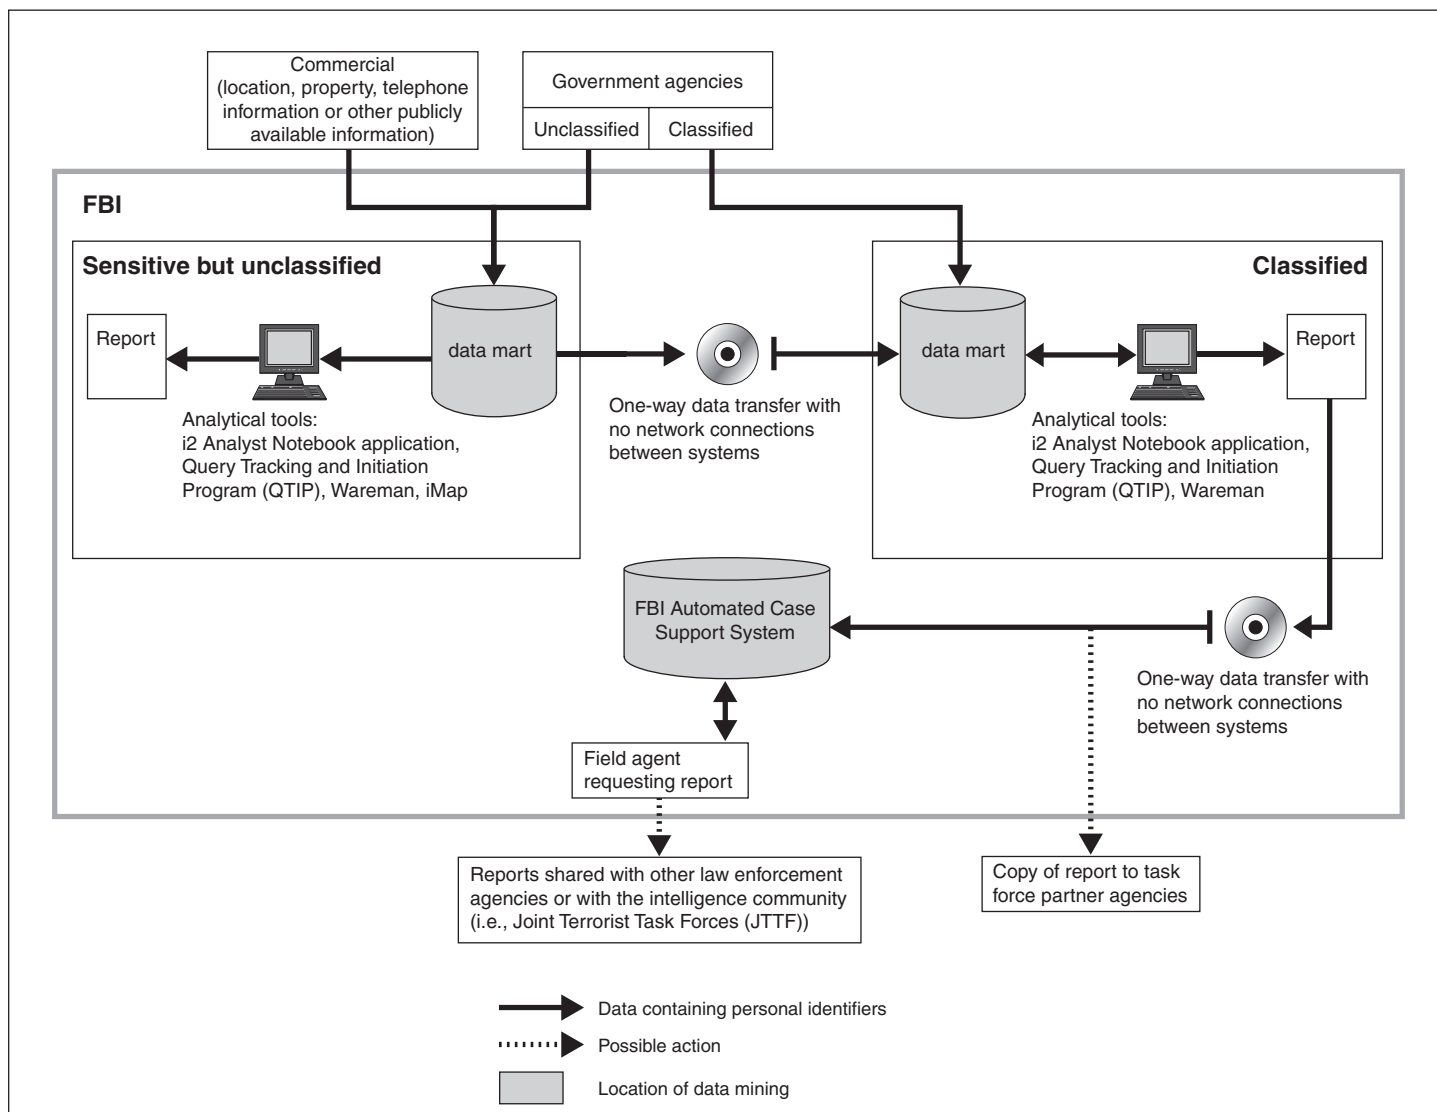 Commercial
(location, property, telephone
information or other publicly
available information)
Government agencies
Unclassified
Classified
FBI
Sensitive but unclassified
Report
data mart
Analytical tools:
i2 Analyst Notebook application,
Query Tracking and Initiation
Program (QTIP), Wareman, iMap
One-way data transfer with
no network connections
between systems
Classified
data mart
Report
Analytical tools:
i2 Analyst Notebook application,
Query Tracking and Initiation
Program (QTIP), Wareman
FBI Automated Case
Support System
One-way data transfer with
no network connections
between systems
Field agent
requesting report
Reports shared with other law enforcement
agencies or with the intelligence community
(i.e., Joint Terrorist Task Forces (JTTF))
Copy of report to task
force partner agencies
Data containing personal identifiers
Possible action
Location of data mining